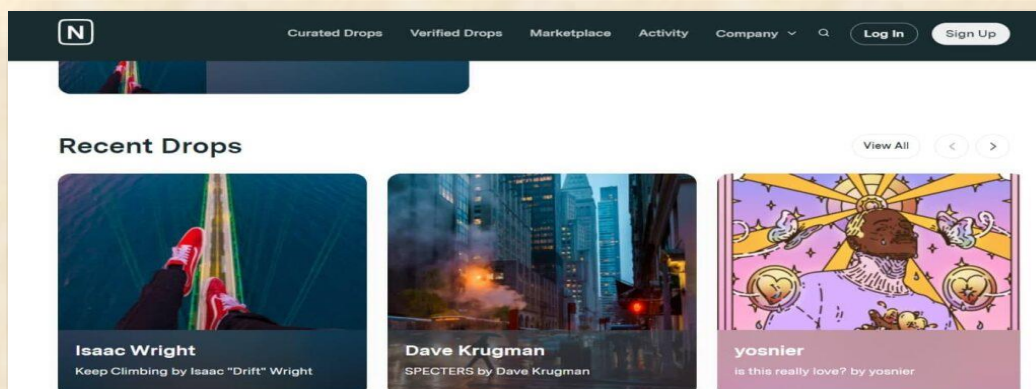 N
Curated Drops Verified Drops Marketplace Activity Company Log In Sign Up
Recent Drops
View All
Isaac Wright
Keep Climbing by Isaac "Drift" Wright
Dave Krugman
SPECTERS by Dave Krugman
yosnier
is this really love? by yosnier